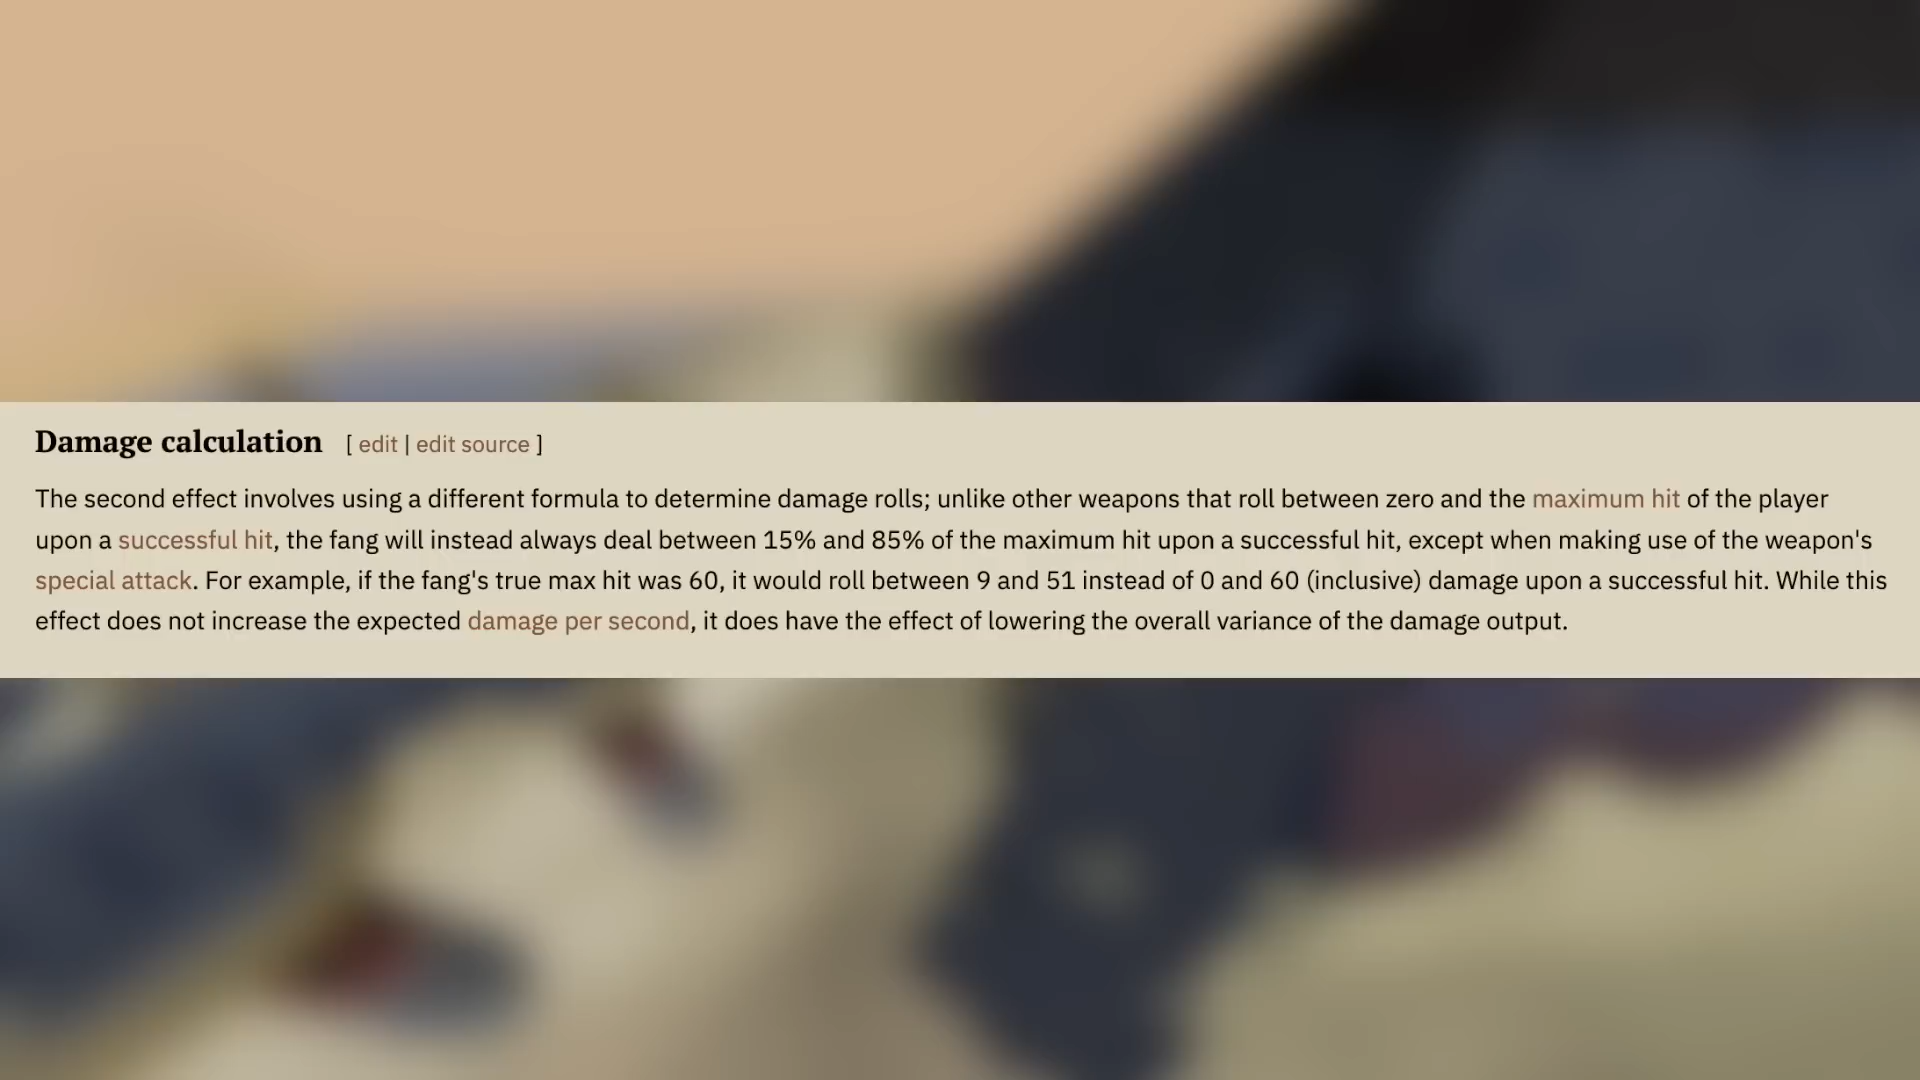 Damage calculation [ edit | edit source ]
The second effect involves using a different formula to determine damage rolls; unlike other weapons that roll between zero and the maximum hit of the player
upon a successful hit, the fang will instead always deal between 15% and 85% of the maximum hit upon a successful hit, except when making use of the weapon's
special attack. For example, if the fang's true max hit was 60, it would roll between 9 and 51 instead of 0 and 60 (inclusive) damage upon a successful hit. While this
effect does not increase the expected damage per second, it does have the effect of lowering the overall variance of the damage output.